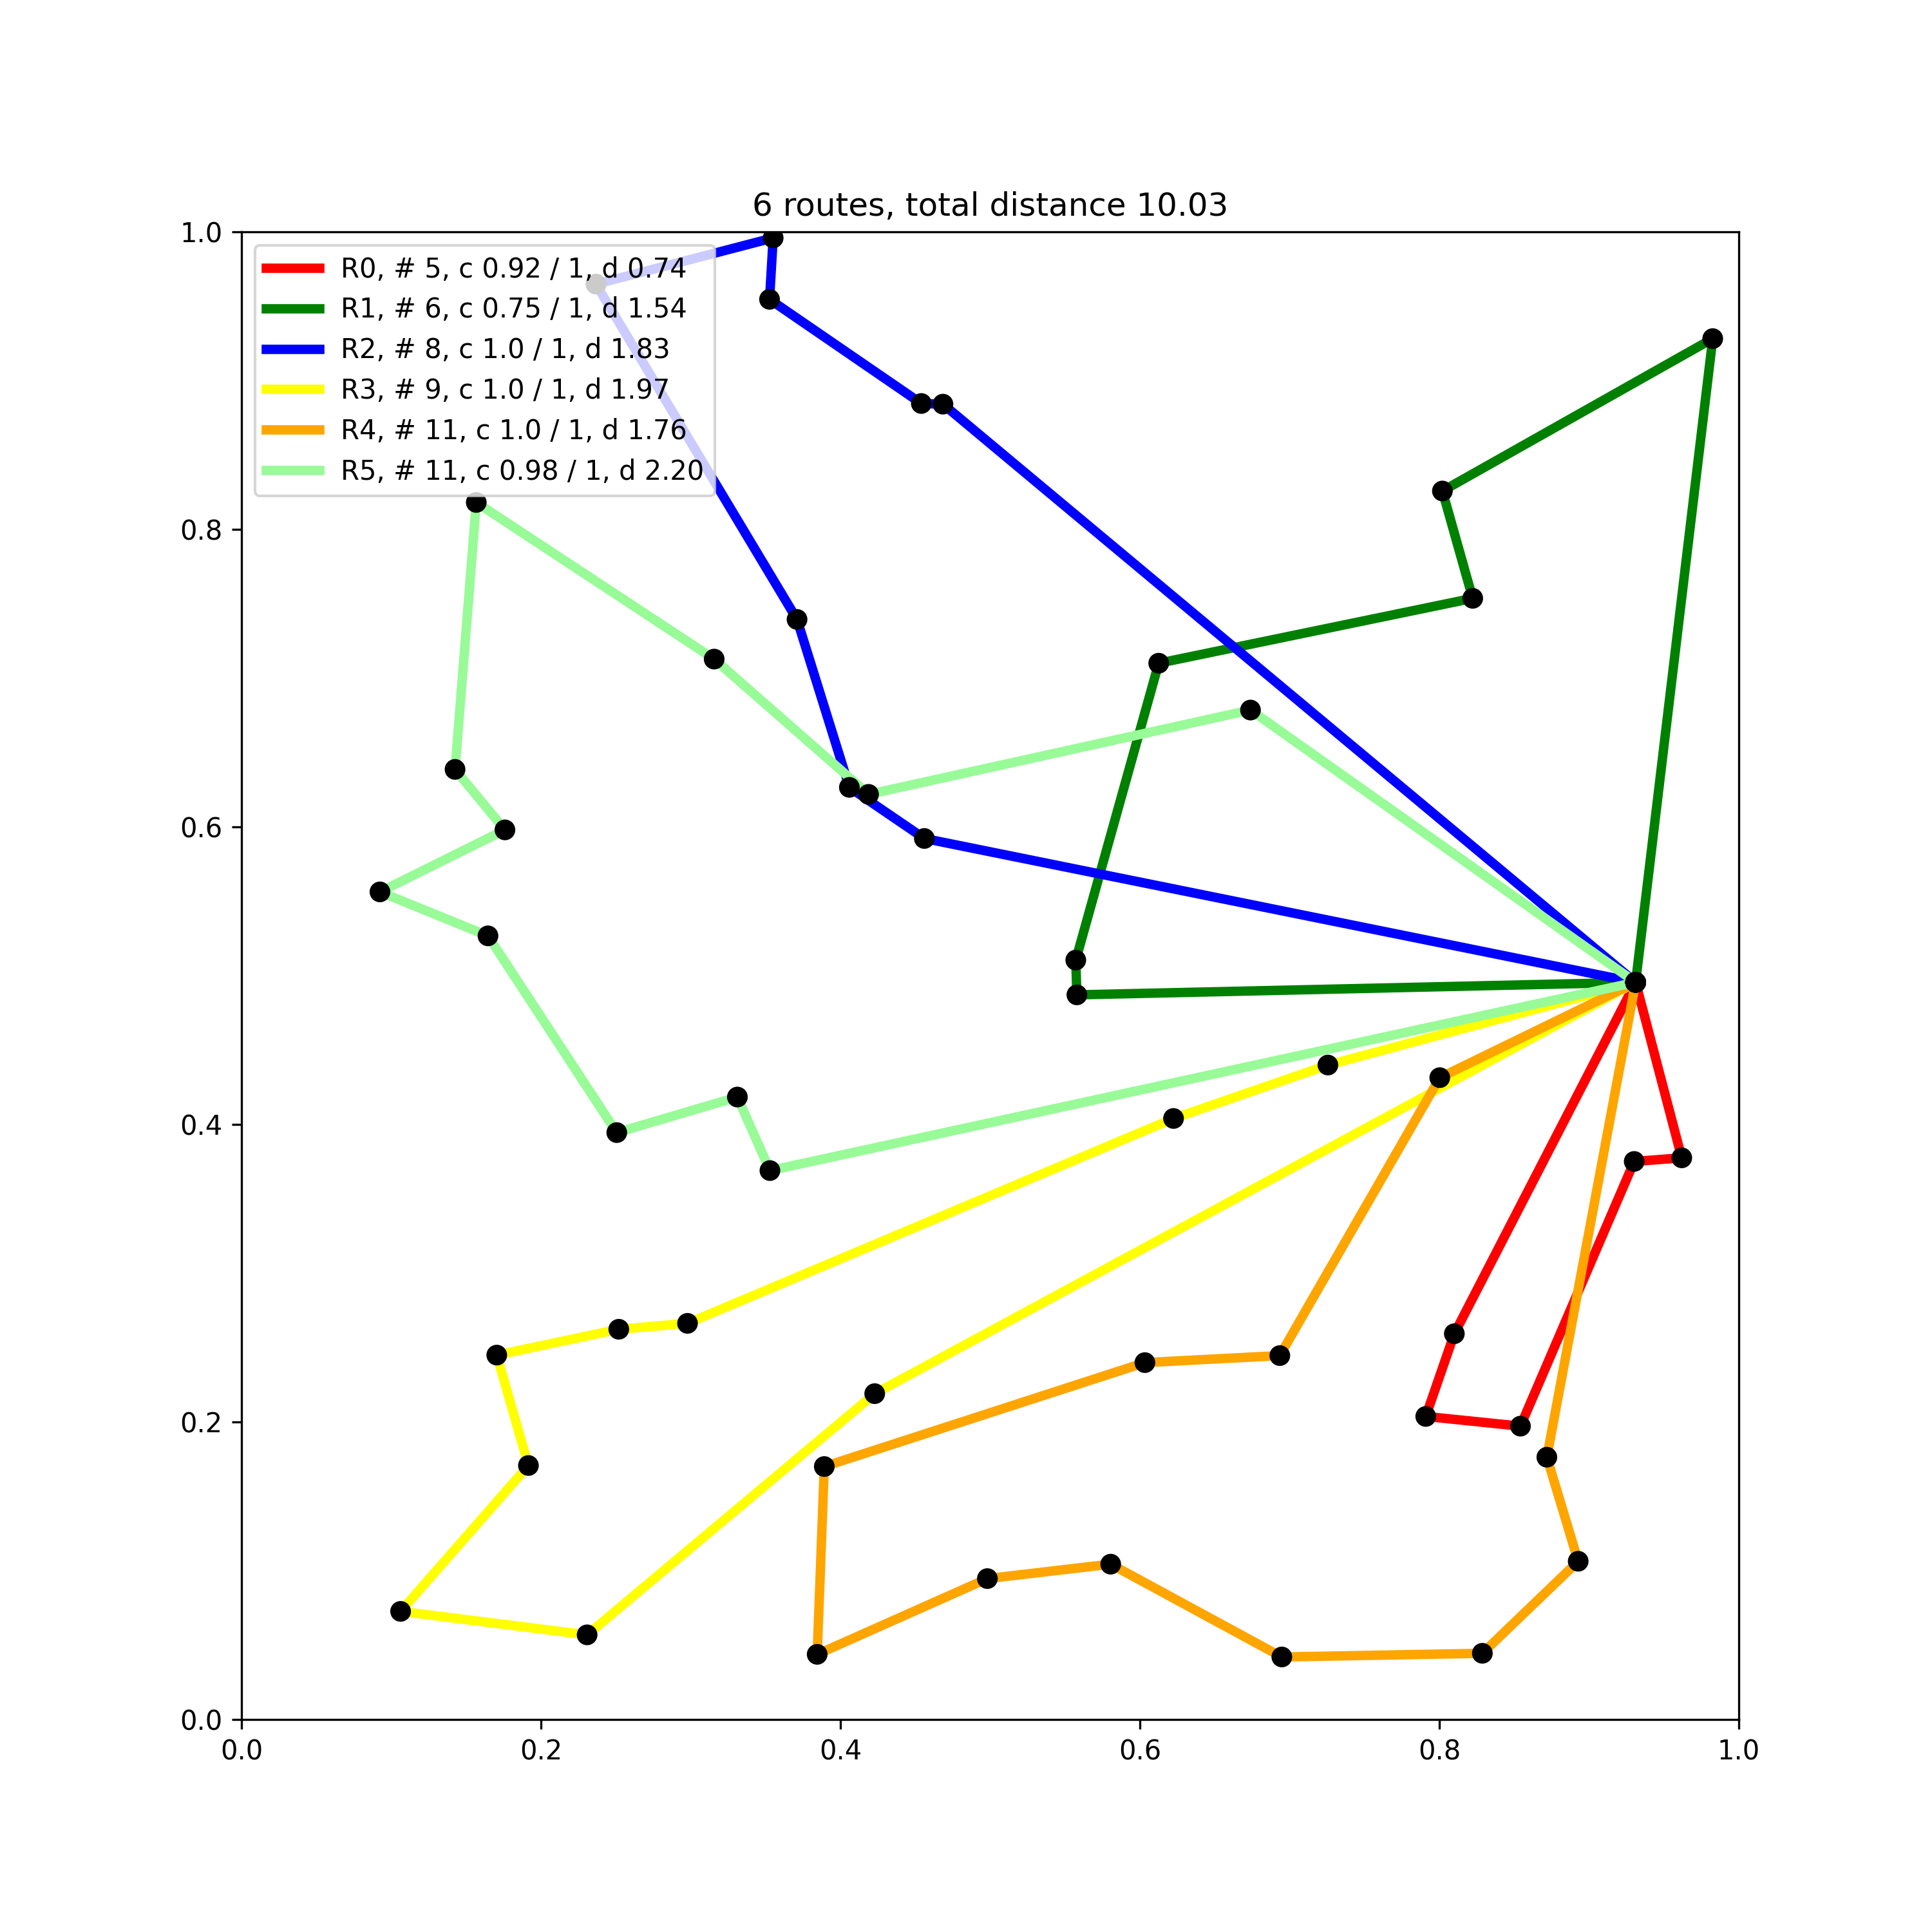 6 routes, total distance 10.03
1.0
R0, # 5, c 0.92 / 1, d 0.74
R1, # 6, c 0.75 / 1, d 1.54
R2, # 8, c 1.0 / 1, d 1.83
R3, # 9, c 1.0 / 1, d 1.97
R4, # 11, c 1.0 / 1, d 1.76
R5, # 11, c 0.98 / 1, d 2.20
0.8
0.6
0.4
0.2
0.0
0.0 0.2 0.4 0.6 0.8 1.0